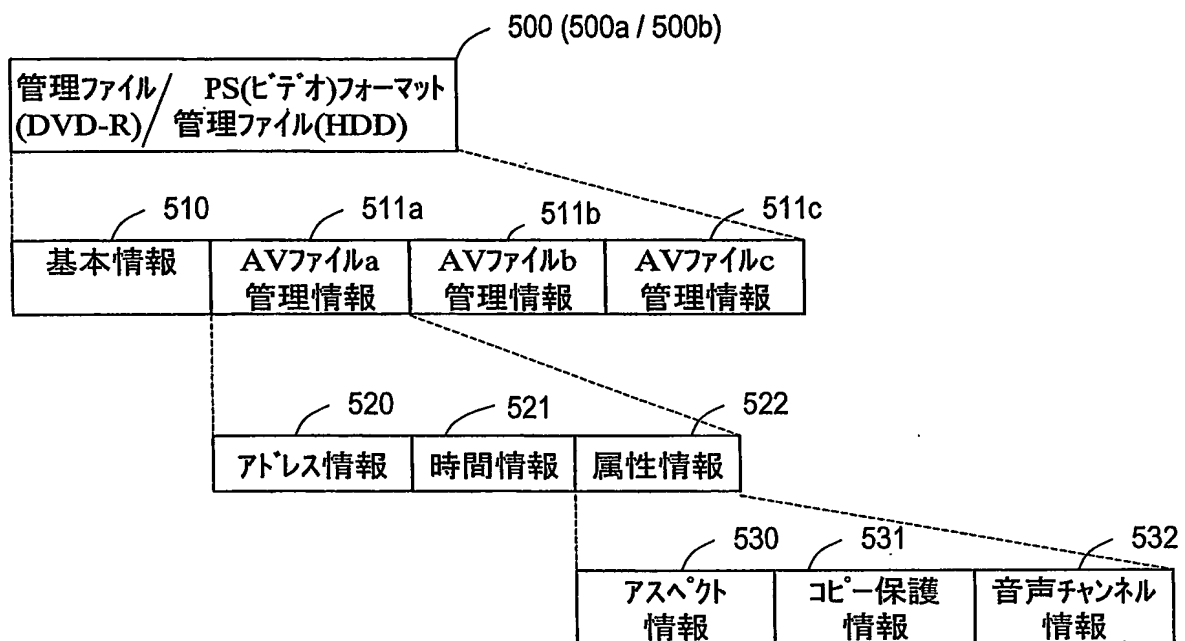 500 (500a / 500b)
管理ファイル/ PS(ビデオ)フォーマット
(DVD-R)/ 管理ファイル(HDD)
510 511a 511b 511c
基本情報 AVファイルa AVファイルb AVファイルc
管理情報 管理情報 管理情報
520 521 522
アドレス情報 時間情報 属性情報
530 531 532
アスペクト コピー保護 音声チャンネル
情報 情報 情報